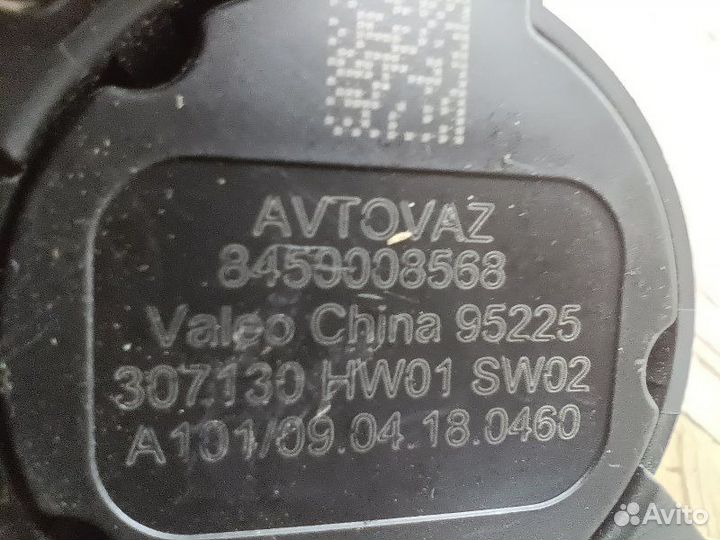 AVTOVAZ
8450008568
Valeo China 95225
307130 HW01 SW02
A101/09.04.18.0460
Avito